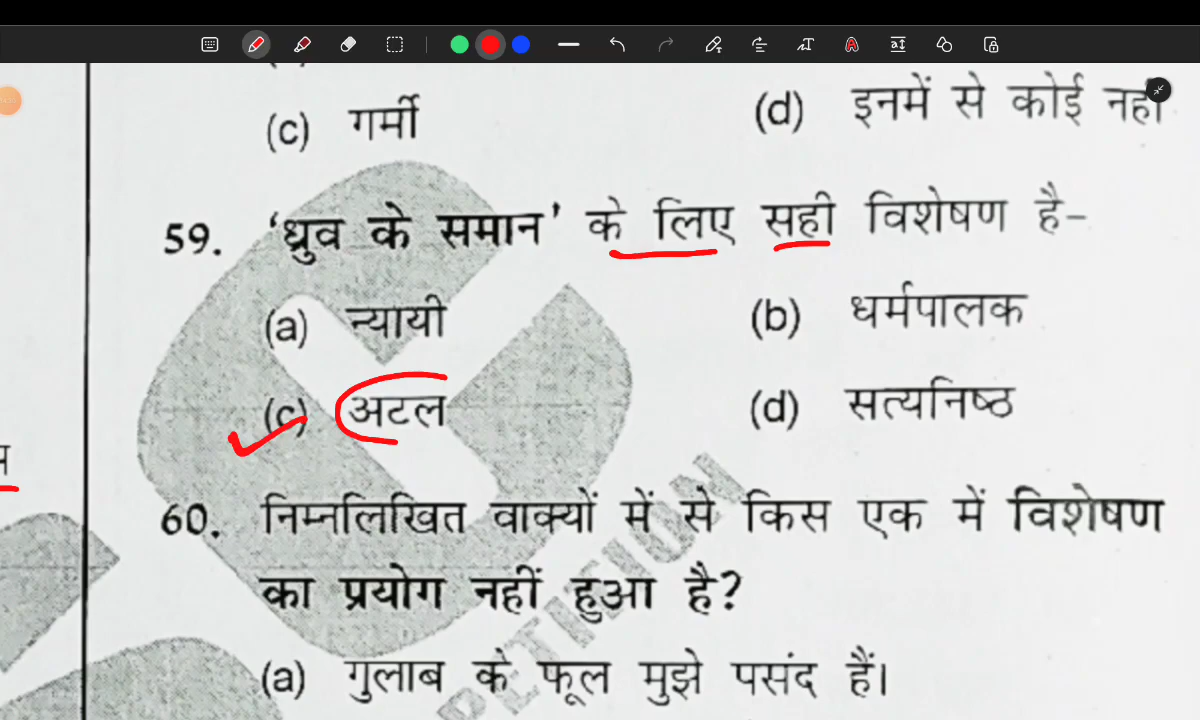 (c) गर्मी (d) इनमें से कोई नहीं
59. ‘ध्रुव के समान’ के लिए सही विशेषण है–
(a) न्यायी (b) धर्मपालक
(c) अटल (d) सत्यनिष्ठ
60. निम्नलिखित वाक्यों में से किस एक में विशेषण
का प्रयोग नहीं हुआ है?
(a) गुलाब के फूल मुझे पसंद हैं।